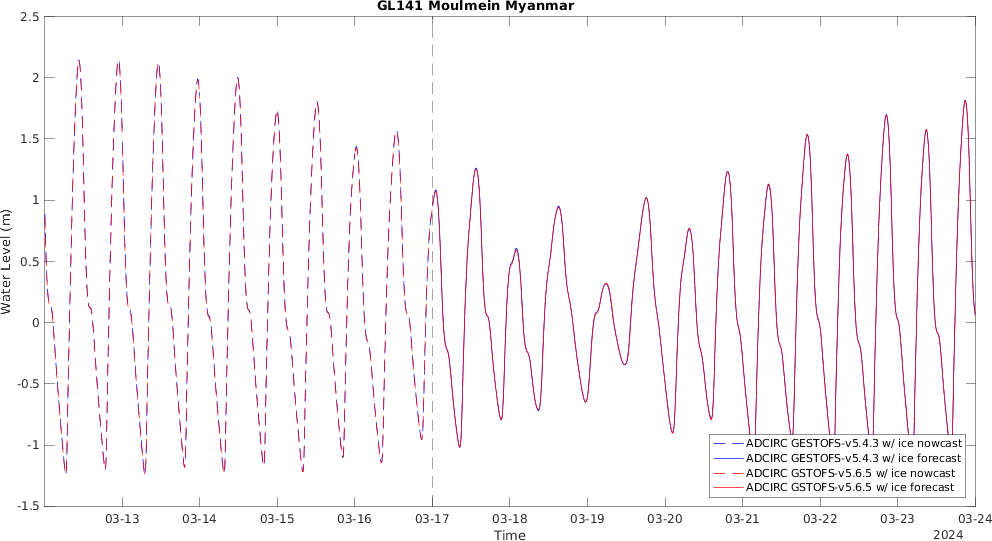 GL141 Moulmein Myanmar
2.5
2
1.5
1
0.5
0
-0.5
-1
-1.5
Water Level (m)
ADCIRC GESTOFS-v5.4.3 w/ ice nowcast
ADCIRC GESTOFS-v5.4.3 w/ ice forecast
ADCIRC GSTOFS-v5.6.5 w/ ice nowcast
ADCIRC GSTOFS-v5.6.5 w/ ice forecast
03-13 03-14 03-15 03-16 03-17 03-18 03-19 03-20 03-21 03-22 03-23 03-24
Time
2024